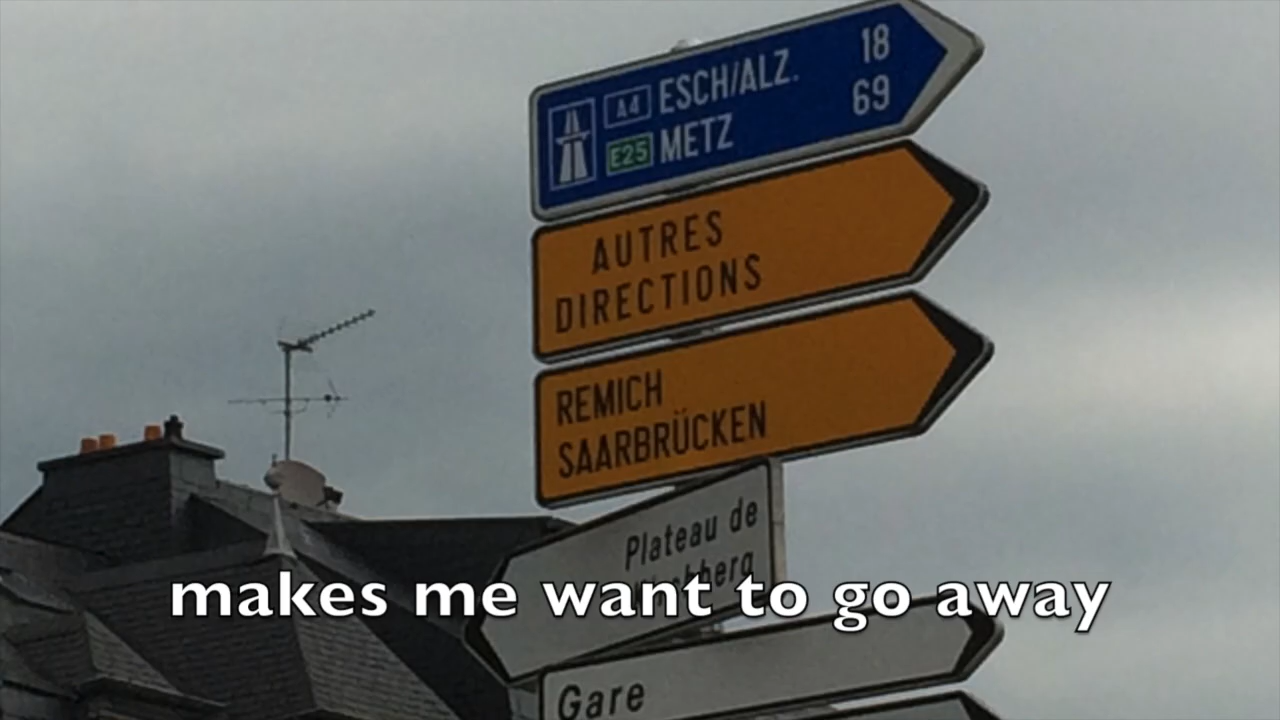 A4 ESCH/ALZ. 18
E25 METZ 69
AUTRES
DIRECTIONS
REMICH
SAARBRÜCKEN
Plateau de
makes me want to go away
Gare